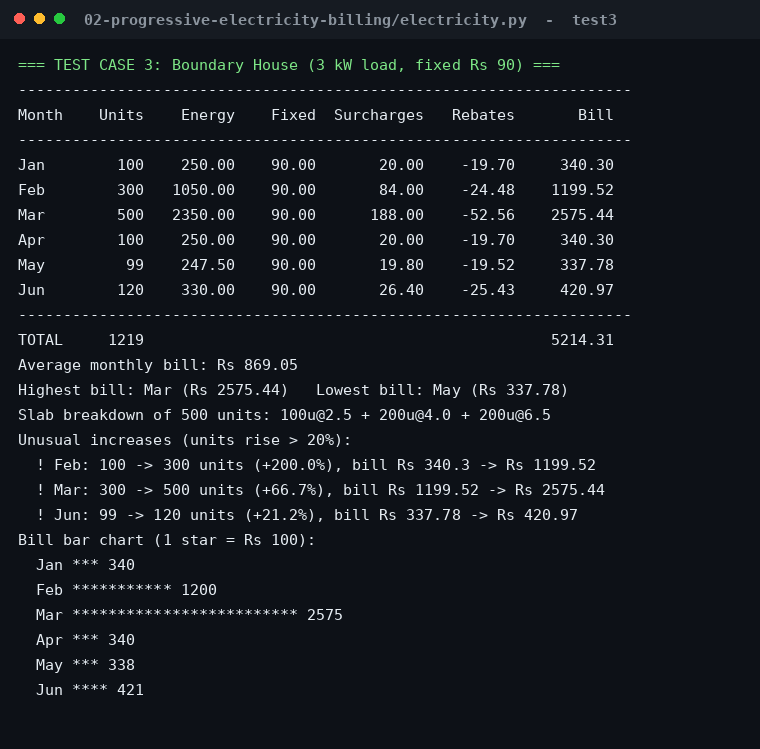 02-progressive-electricity-billing/electricity.py  -  test3
=== TEST CASE 3: Boundary House (3 kW load, fixed Rs 90) ===
--------------------------------------------------------------------
Month    Units    Energy    Fixed  Surcharges   Rebates       Bill
--------------------------------------------------------------------
Jan        100    250.00    90.00       20.00    -19.70     340.30
Feb        300   1050.00    90.00       84.00    -24.48    1199.52
Mar        500   2350.00    90.00      188.00    -52.56    2575.44
Apr        100    250.00    90.00       20.00    -19.70     340.30
May         99    247.50    90.00       19.80    -19.52     337.78
Jun        120    330.00    90.00       26.40    -25.43     420.97
--------------------------------------------------------------------
TOTAL     1219                                             5214.31
Average monthly bill: Rs 869.05
Highest bill: Mar (Rs 2575.44)   Lowest bill: May (Rs 337.78)
Slab breakdown of 500 units: 100u@2.5 + 200u@4.0 + 200u@6.5
Unusual increases (units rise > 20%):
  ! Feb: 100 -> 300 units (+200.0%), bill Rs 340.3 -> Rs 1199.52
  ! Mar: 300 -> 500 units (+66.7%), bill Rs 1199.52 -> Rs 2575.44
  ! Jun: 99 -> 120 units (+21.2%), bill Rs 337.78 -> Rs 420.97
Bill bar chart (1 star = Rs 100):
  Jan *** 340
  Feb *********** 1200
  Mar ************************* 2575
  Apr *** 340
  May *** 338
  Jun **** 421